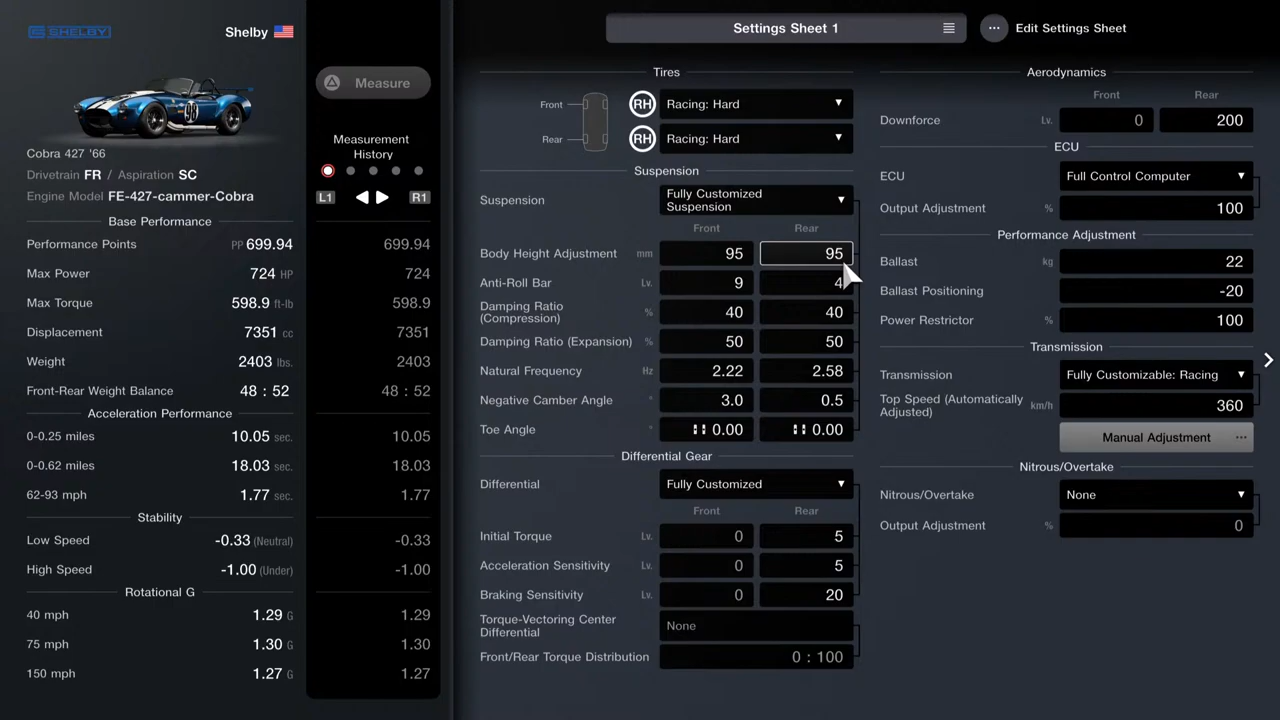 SHELBY
Shelby
98
Cobra 427 '66
Drivetrain FR / Aspiration SC
Engine Model FE-427-cammer-Cobra
Base Performance
Performance Points PP 699.94
Max Power 724 HP
Max Torque 598.9 ft-lb
Displacement 7351 cc
Weight 2403 lbs.
Front-Rear Weight Balance 48 : 52
Acceleration Performance
0-0.25 miles 10.05 sec.
0-0.62 miles 18.03 sec.
62-93 mph 1.77 sec.
Stability
Low Speed -0.33 (Neutral)
High Speed -1.00 (Under)
Rotational G
40 mph 1.29 G
75 mph 1.30 G
150 mph 1.27 G
Measure
Measurement
History
L1 R1
699.94
724
598.9
7351
2403
48 : 52
10.05
18.03
1.77
-0.33
-1.00
1.29
1.30
1.27
Settings Sheet 1
Edit Settings Sheet
Tires
Front RH Racing: Hard
Rear RH Racing: Hard
Suspension
Suspension Fully Customized
Suspension
Front Rear
Body Height Adjustment mm 95 95
Anti-Roll Bar Lv. 9 4
Damping Ratio
(Compression) % 40 40
Damping Ratio (Expansion) % 50 50
Natural Frequency Hz 2.22 2.58
Negative Camber Angle ° 3.0 0.5
Toe Angle ° 0.00 0.00
Differential Gear
Differential Fully Customized
Front Rear
Initial Torque Lv. 0 5
Acceleration Sensitivity Lv. 0 5
Braking Sensitivity Lv. 0 20
Torque-Vectoring Center
Differential None
Front/Rear Torque Distribution 0 : 100
Aerodynamics
Front Rear
Downforce Lv. 0 200
ECU
ECU Full Control Computer
Output Adjustment % 100
Performance Adjustment
Ballast kg 22
Ballast Positioning -20
Power Restrictor % 100
Transmission
Transmission Fully Customizable: Racing
Top Speed (Automatically
Adjusted) km/h 360
Manual Adjustment
Nitrous/Overtake
Nitrous/Overtake None
Output Adjustment % 0